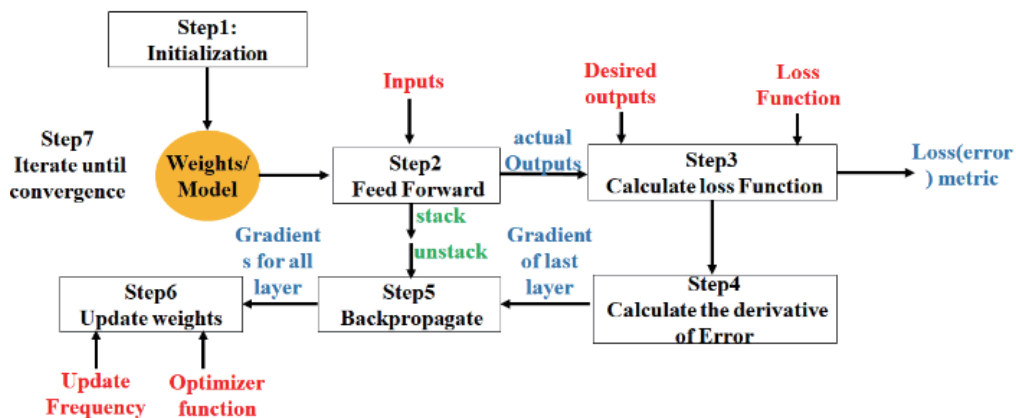 Step1:
Initialization
Inputs
Desired
outputs
Loss
Function
Step7
Iterate until
convergence
Weights/
Model
Step2
Feed Forward
actual
Outputs
Step3
Calculate loss Function
Loss(error
) metric
stack
unstack
Gradient
s for all
layer
Gradient
of last
layer
Step6
Update weights
Step5
Backpropagate
Step4
Calculate the derivative
of Error
Update
Frequency
Optimizer
function